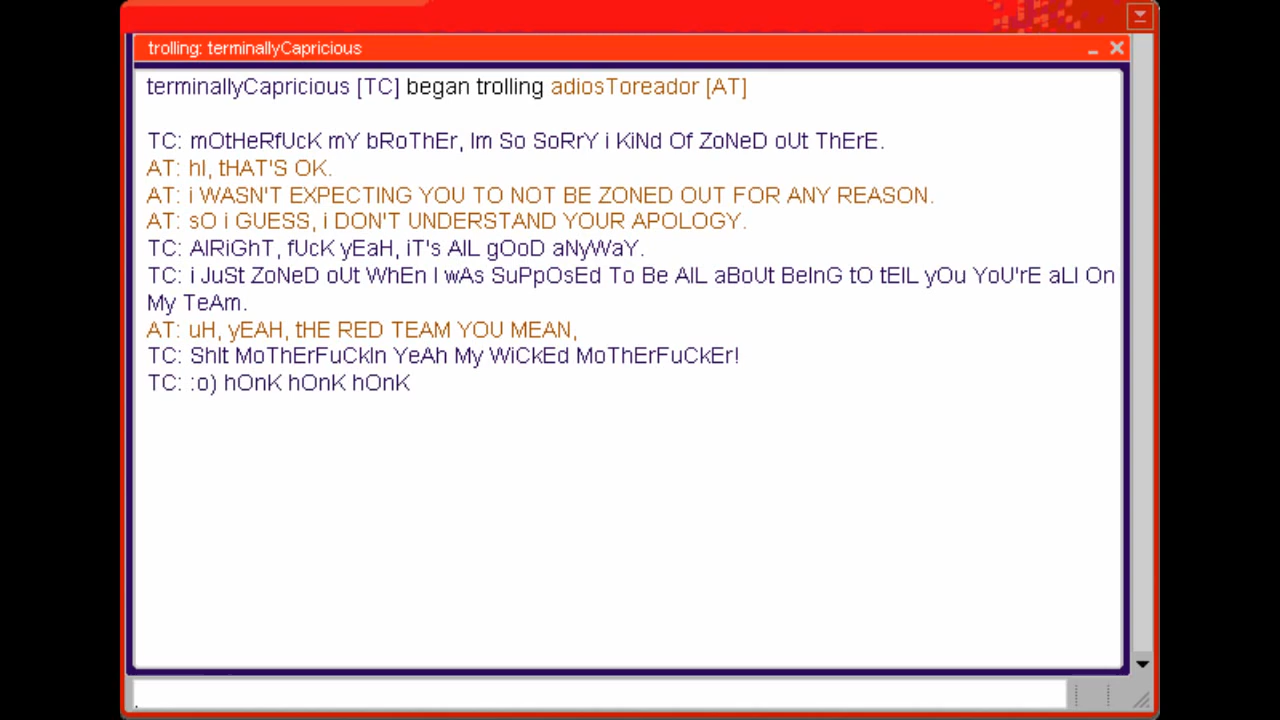 trolling: terminallyCapricious
terminallyCapricious [TC] began trolling adiosToreador [AT]
TC: mOtHeRfUcK mY bRoThEr, Im So SoRrY i KiNd Of ZoNeD oUt ThErE.
AT: hI, tHAT'S OK.
AT: i WASN'T EXPECTING YOU TO NOT BE ZONED OUT FOR ANY REASON.
AT: sO i GUESS, i DON'T UNDERSTAND YOUR APOLOGY.
TC: AlRiGhT, fUcK yEaH, iT's AlL gOoD aNyWaY.
TC: i JuSt ZoNeD oUt WhEn I wAs SuPpOsEd To Be AlL aBoUt BeInG tO tElL yOu YoU'rE aLl On
My TeAm.
AT: uH, yEAH, tHE RED TEAM YOU MEAN,
TC: ShIt MoThErFuCkIn YeAh My WiCkEd MoThErFuCkEr!
TC: :o) hOnK hOnK hOnK